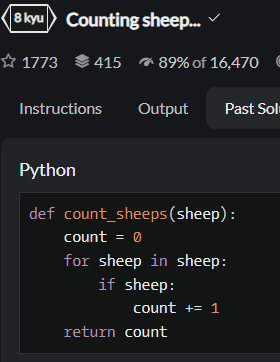 8 kyu Counting sheep...
1773 415 89% of 16,470
Instructions Output Past Sol
Python
def count_sheeps(sheep):
    count = 0
    for sheep in sheep:
        if sheep:
            count += 1
    return count